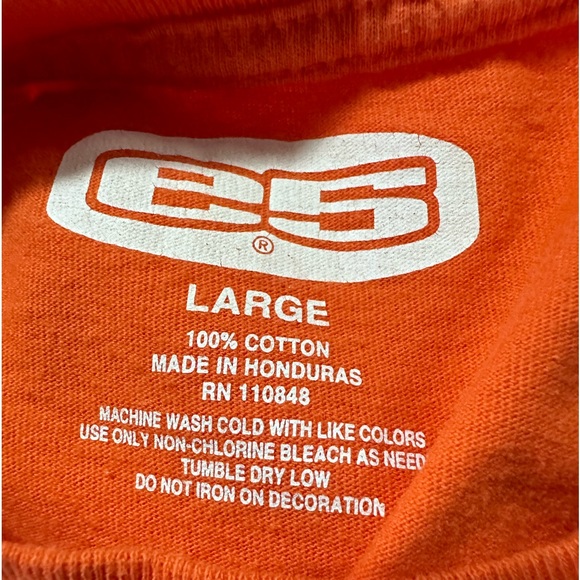 eS
®
LARGE
100% COTTON
MADE IN HONDURAS
RN 110848
MACHINE WASH COLD WITH LIKE COLORS
USE ONLY NON-CHLORINE BLEACH AS NEED
TUMBLE DRY LOW
DO NOT IRON ON DECORATION